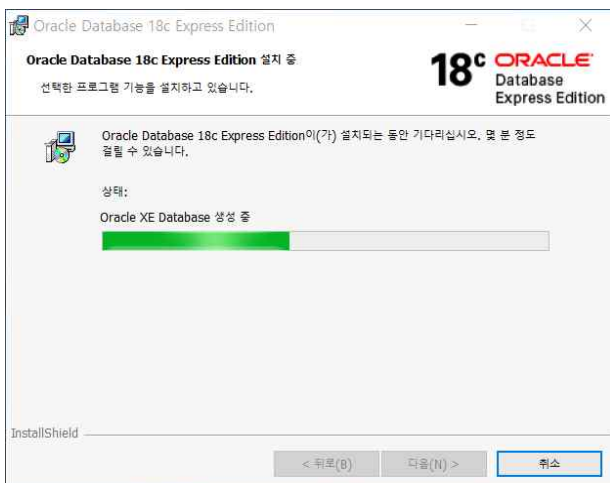 Oracle Database 18c Express Edition
Oracle Database 18c Express Edition 설치 중
선택한 프로그램 기능을 설치하고 있습니다.
18c ORACLE
Database
Express Edition
Oracle Database 18c Express Edition이(가) 설치되는 동안 기다리십시오. 몇 분 정도
걸릴 수 있습니다.
상태:
Oracle XE Database 생성 중
InstallShield
< 뒤로(B)
다음(N) >
취소